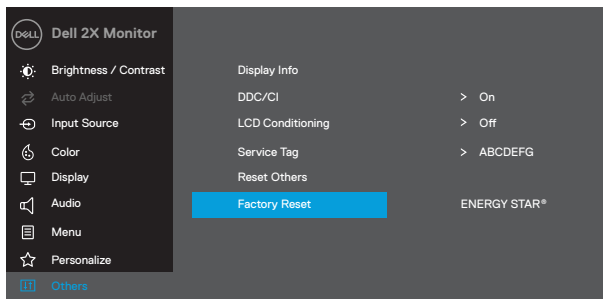 DELL Dell 2X Monitor
Brightness / Contrast
Display Info
Auto Adjust
DDC/CI > On
Input Source
LCD Conditioning > Off
Color
Service Tag > ABCDEFG
Display
Reset Others
Audio
Factory Reset ENERGY STAR®
Menu
Personalize
Others